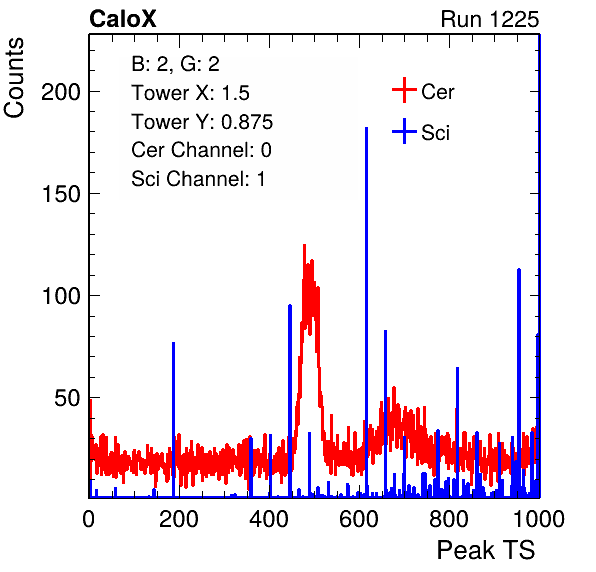 CaloX Run 1225
Counts
B: 2, G: 2
Tower X: 1.5
Tower Y: 0.875
Cer Channel: 0
Sci Channel: 1
Cer
Sci
200
150
100
50
0 200 400 600 800 1000
Peak TS